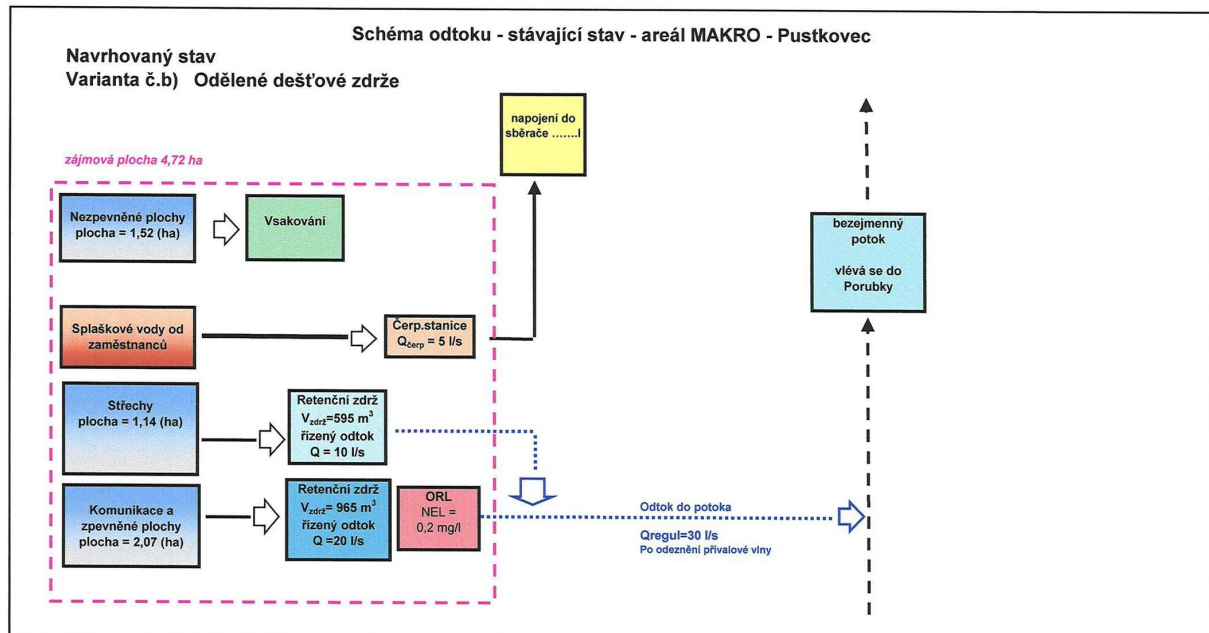 Schéma odtoku - stávající stav - areál MAKRO - Pustkovec
Navrhovaný stav
Varianta č.b) Odělené dešťové zdrže
napojení do
sběrače .......l
zájmová plocha 4,72 ha
Nezpevněné plochy
plocha = 1,52 (ha)
Vsakování
bezejmenný
potok
vlévá se do
Porubky
Splaškové vody od
zaměstnanců
Čerp.stanice
Qčerp = 5 l/s
Střechy
plocha = 1,14 (ha)
Retenční zdrž
Vzdrž=595 m³
řízený odtok
Q = 10 l/s
Komunikace a
zpevněné plochy
plocha = 2,07 (ha)
Retenční zdrž
Vzdrž= 965 m³
řízený odtok
Q =20 l/s
ORL
NEL =
0,2 mg/l
Odtok do potoka
Qregul=30 l/s
Po odeznění přívalové vlny